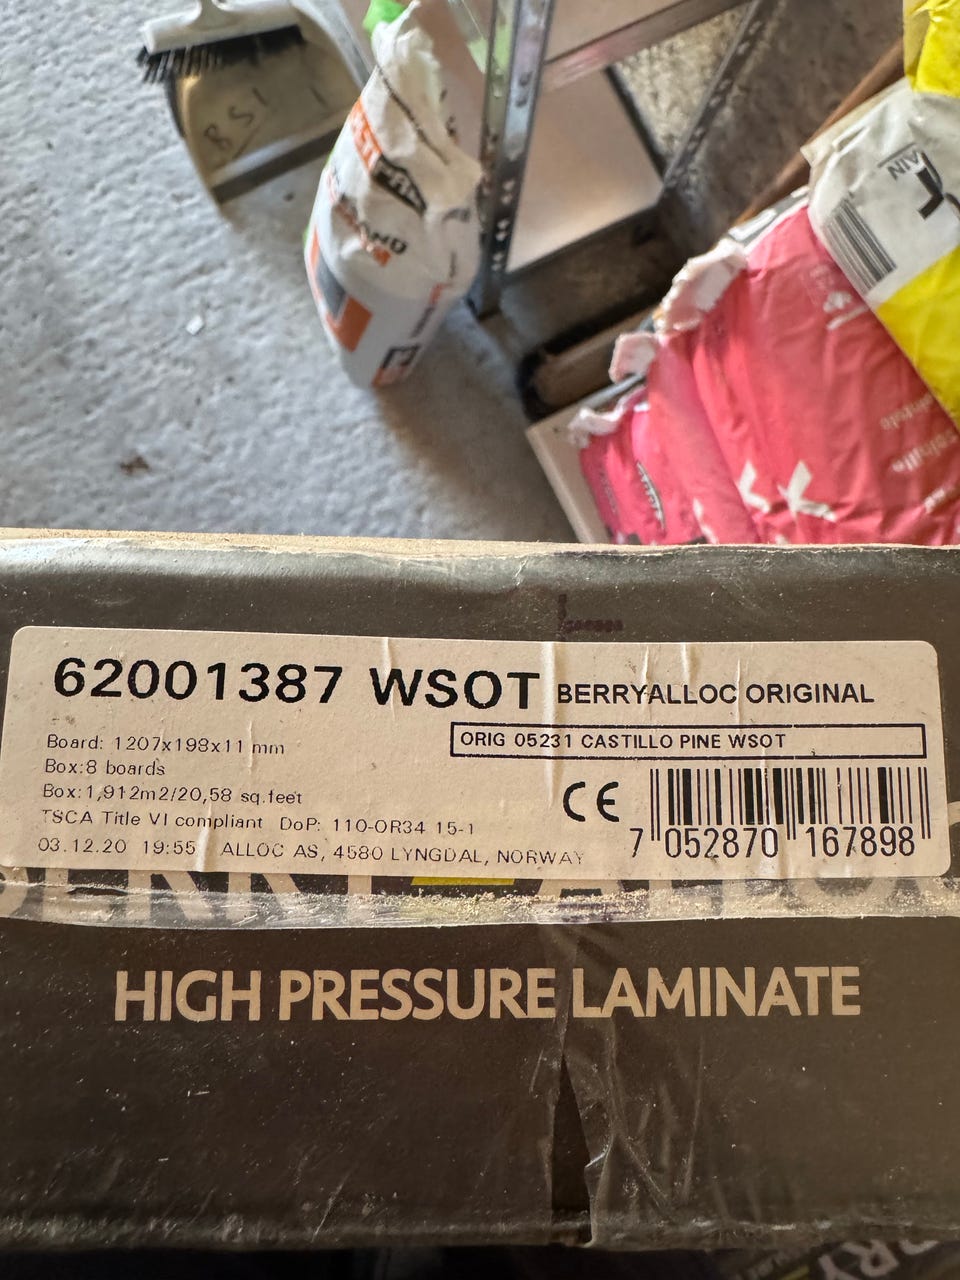 851
62001387 WSOT BERRYALLOC ORIGINAL
ORIG 05231 CASTILLO PINE WSOT
Board: 1207x198x11 mm
Box:8 boards
Box:1,912m2/20,58 sq.feet
TSCA Title VI compliant DoP: 110-OR34 15-1
03.12.20 19:55 ALLOC AS, 4580 LYNGDAL, NORWAY
CE
7 052870 167898
HIGH PRESSURE LAMINATE